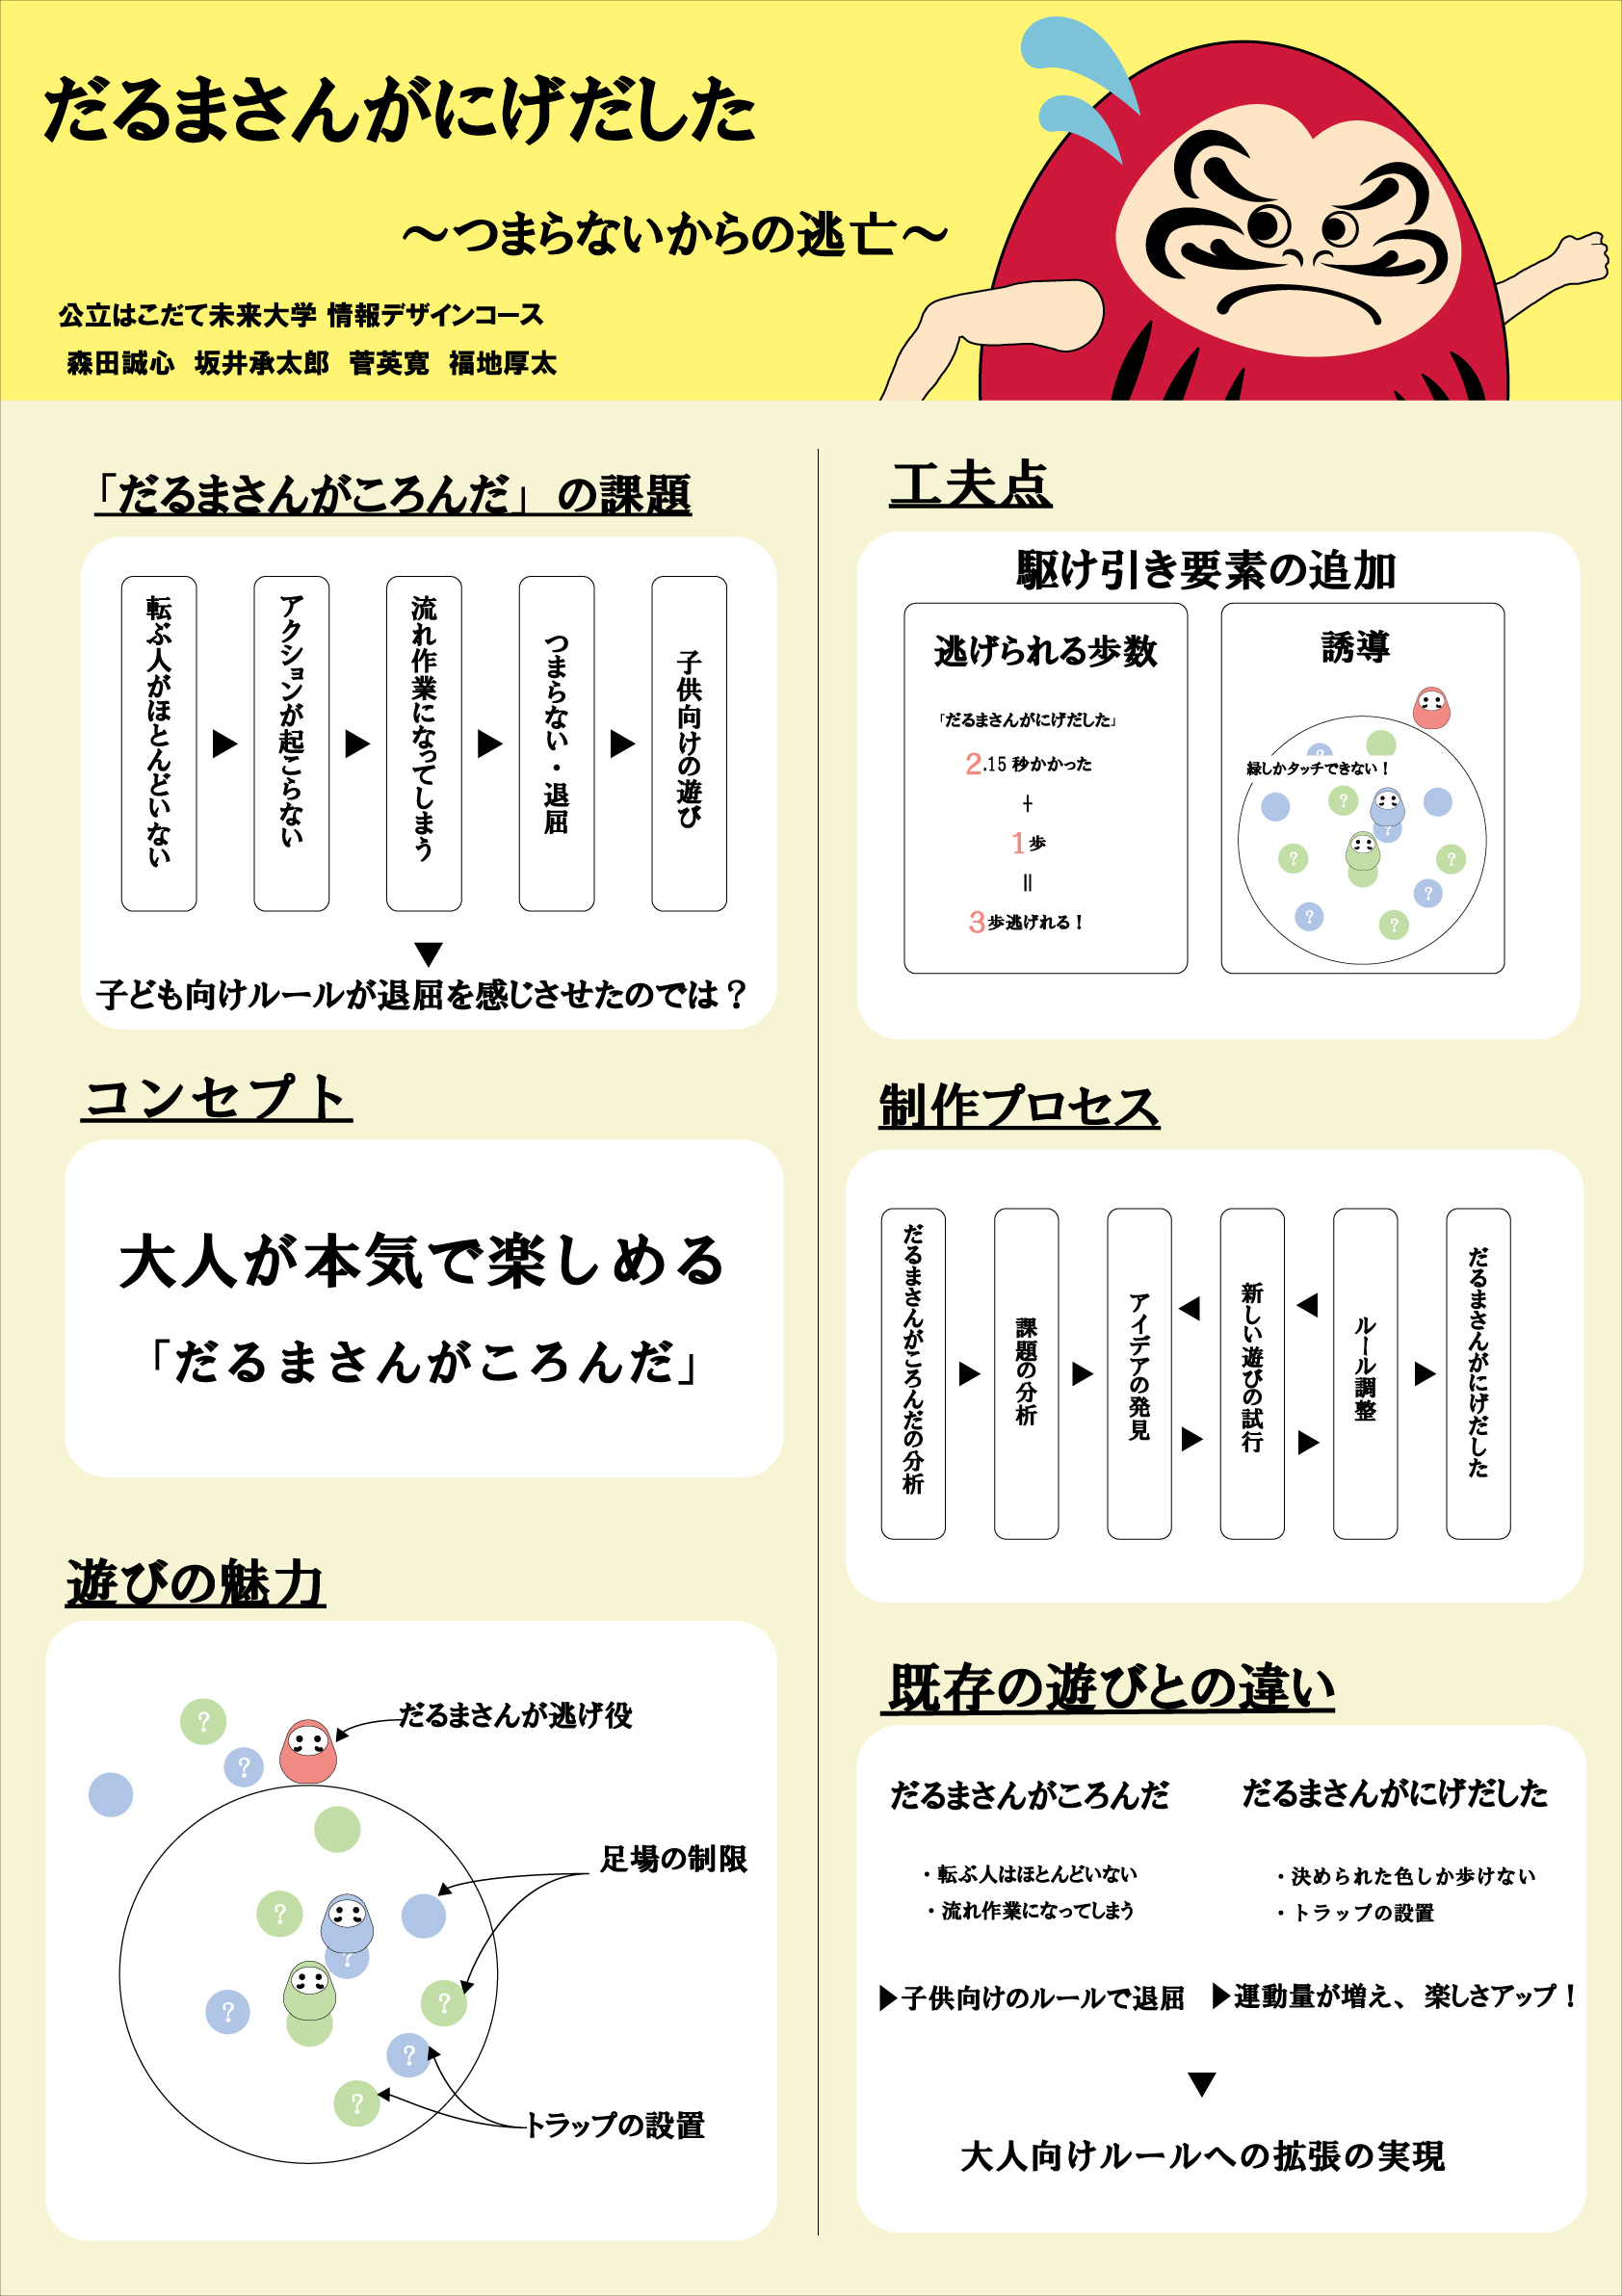 だるまさんがにげだした
〜つまらないからの逃亡〜
公立はこだて未来大学 情報デザインコース
森田誠心 坂井承太郎 菅英寛 福地厚太
「だるまさんがころんだ」の課題
転ぶ人がほとんどいない
アクションが起こらない
流れ作業になってしまう
つまらない・退屈
子供向けの遊び
子ども向けルールが退屈を感じさせたのでは？
コンセプト
大人が本気で楽しめる
「だるまさんがころんだ」
遊びの魅力
だるまさんが逃げ役
足場の制限
トラップの設置
?
?
?
?
?
?
?
?
工夫点
駆け引き要素の追加
逃げられる歩数
「だるまさんがにげだした」
2.15 秒かかった
+
1歩
||
3歩逃げれる！
誘導
緑しかタッチできない！
?
?
?
?
?
?
?
?
制作プロセス
だるまさんがころんだの分析
課題の分析
アイデアの発見
新しい遊びの試行
ルール調整
だるまさんがにげだした
既存の遊びとの違い
だるまさんがころんだ
・転ぶ人はほとんどいない
・流れ作業になってしまう
▶子供向けのルールで退屈
だるまさんがにげだした
・決められた色しか歩けない
・トラップの設置
▶運動量が増え、楽しさアップ！
大人向けルールへの拡張の実現